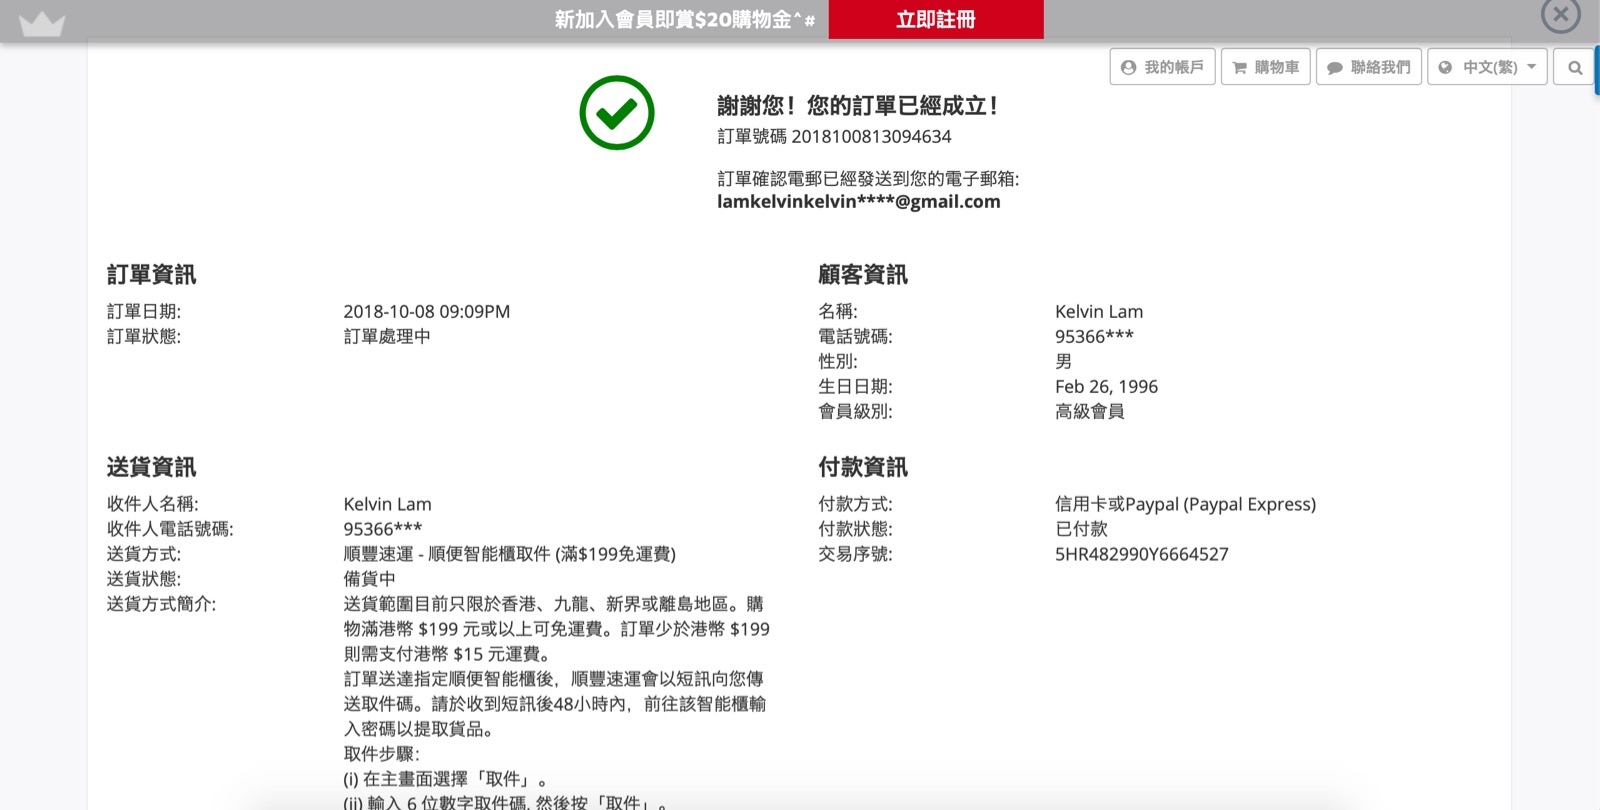 新加入會員即賞$20購物金^#
立即註冊
我的帳戶
購物車
聯絡我們
中文(繁)
謝謝您！您的訂單已經成立！
訂單號碼 2018100813094634
訂單確認電郵已經發送到您的電子郵箱:
lamkelvinkelvin****@gmail.com
訂單資訊
訂單日期: 2018-10-08 09:09PM
訂單狀態: 訂單處理中
顧客資訊
名稱: Kelvin Lam
電話號碼: 95366***
性別: 男
生日日期: Feb 26, 1996
會員級別: 高級會員
送貨資訊
收件人名稱: Kelvin Lam
收件人電話號碼: 95366***
送貨方式: 順豐速運 - 順便智能櫃取件 (滿$199免運費)
送貨狀態: 備貨中
送貨方式簡介: 送貨範圍目前只限於香港、九龍、新界或離島地區。購
物滿港幣 $199 元或以上可免運費。訂單少於港幣 $199
則需支付港幣 $15 元運費。
訂單送達指定順便智能櫃後，順豐速運會以短訊向您傳
送取件碼。請於收到短訊後48小時內，前往該智能櫃輸
入密碼以提取貨品。
取件步驟:
(i) 在主畫面選擇「取件」。
(ii) 輸入 6 位數字取件碼, 然後按「取件」。
付款資訊
付款方式: 信用卡或Paypal (Paypal Express)
付款狀態: 已付款
交易序號: 5HR482990Y6664527